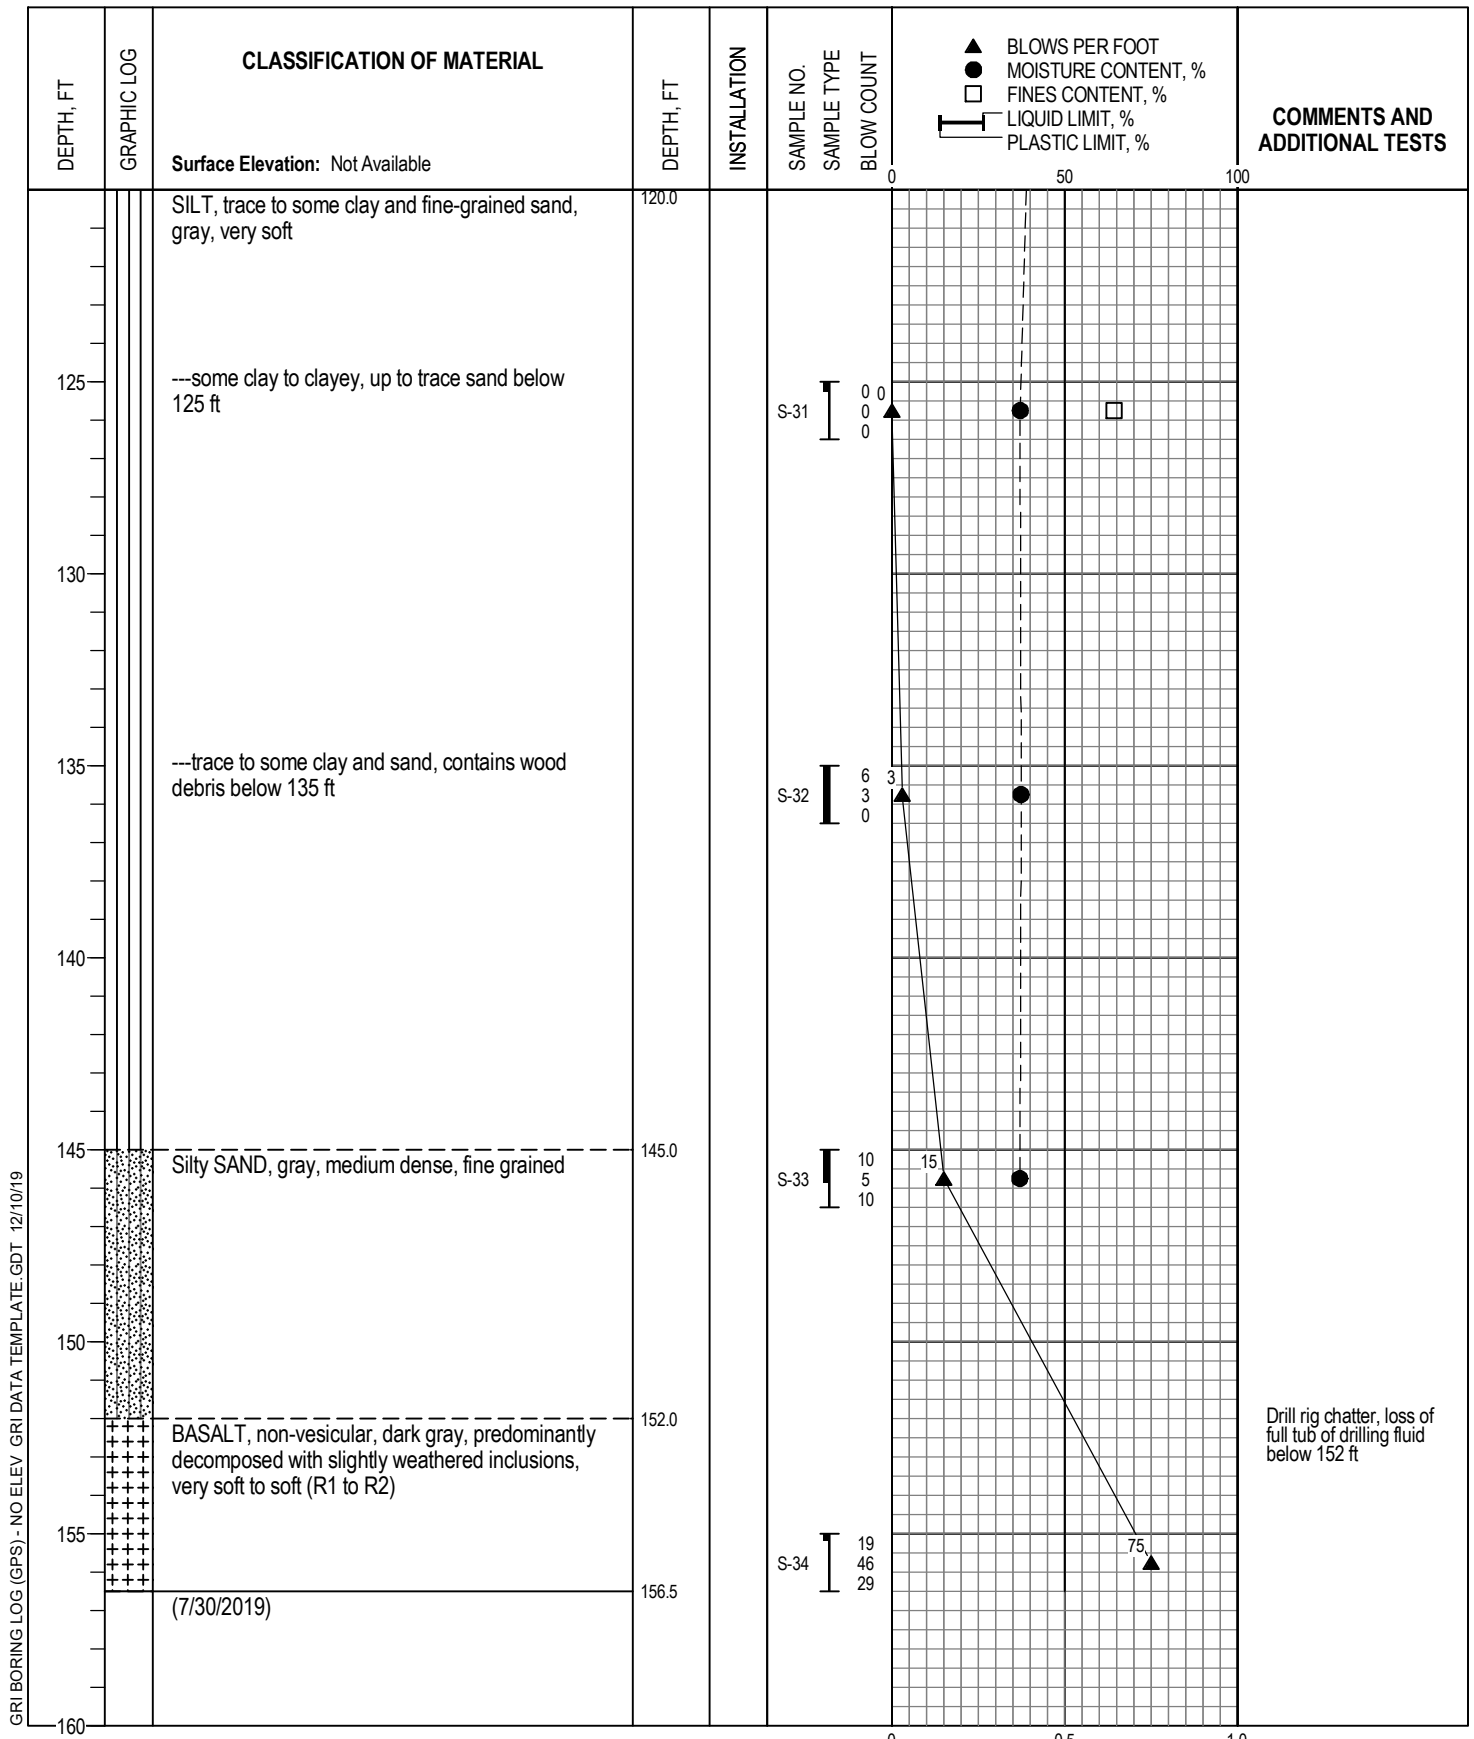 DEPTH, FT
GRAPHIC LOG
CLASSIFICATION OF MATERIAL
Surface Elevation: Not Available
DEPTH, FT
INSTALLATION
SAMPLE NO.
SAMPLE TYPE
BLOW COUNT
BLOWS PER FOOT
MOISTURE CONTENT, %
FINES CONTENT, %
LIQUID LIMIT, %
PLASTIC LIMIT, %
COMMENTS AND
ADDITIONAL TESTS
0 50 100
SILT, trace to some clay and fine-grained sand,
gray, very soft
120.0
125
---some clay to clayey, up to trace sand below
125 ft
S-31
0
0
0
0
130
135
---trace to some clay and sand, contains wood
debris below 135 ft
S-32
6
3
0
3
140
145
145.0
Silty SAND, gray, medium dense, fine grained
S-33
10
5
10
15
150
152.0
BASALT, non-vesicular, dark gray, predominantly
decomposed with slightly weathered inclusions,
very soft to soft (R1 to R2)
Drill rig chatter, loss of
full tub of drilling fluid
below 152 ft
155
S-34
19
46
29
75
156.5
(7/30/2019)
160
0 0.5 1.0
GRI BORING LOG (GPS) - NO ELEV GRI DATA TEMPLATE.GDT 12/10/19